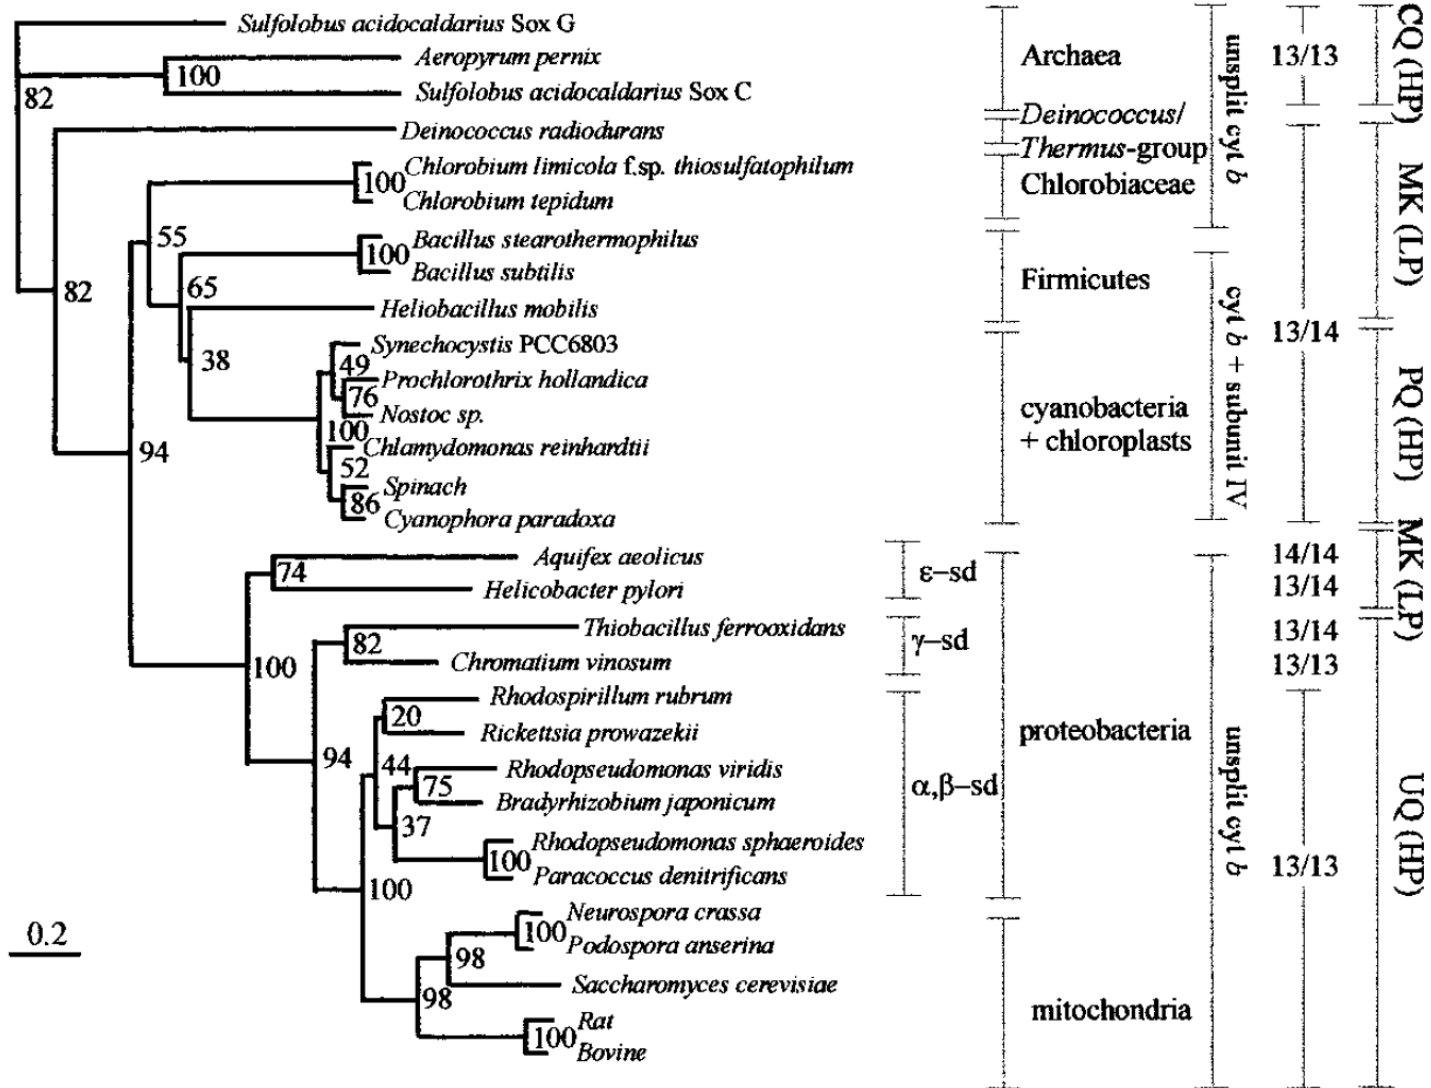 Sulfolobus acidocaldarius Sox G
Aeropyrum pernix
100
Sulfolobus acidocaldarius Sox C
82
Deinococcus radiodurans
Chlorobium limicola f.sp. thiosulfatophilum
100
Chlorobium tepidum
55
Bacillus stearothermophilus
100
Bacillus subtilis
82
65
Heliobacillus mobilis
Synechocystis PCC6803
38
49
Prochlorothrix hollandica
76
Nostoc sp.
100
Chlamydomonas reinhardtii
94
52
Spinach
86
Cyanophora paradoxa
Aquifex aeolicus
74
Helicobacter pylori
Thiobacillus ferrooxidans
82
Chromatium vinosum
100
Rhodospirillum rubrum
20
Rickettsia prowazekii
94
44
Rhodopseudomonas viridis
75
Bradyrhizobium japonicum
37
Rhodopseudomonas sphaeroides
100
Paracoccus denitrificans
100
Neurospora crassa
100
Podospora anserina
98
Saccharomyces cerevisiae
98
Rat
100
Bovine
0.2
ε–sd
γ–sd
α,β–sd
Archaea
Deinococcus/
Thermus-group
Chlorobiaceae
Firmicutes
cyanobacteria
+ chloroplasts
proteobacteria
mitochondria
unsplit cyt b
cyt b + subunit IV
unsplit cyt b
13/13
13/14
14/14
13/14
13/14
13/13
13/13
CQ (HP)
MK (LP)
PQ (HP)
MK (LP)
UQ (HP)